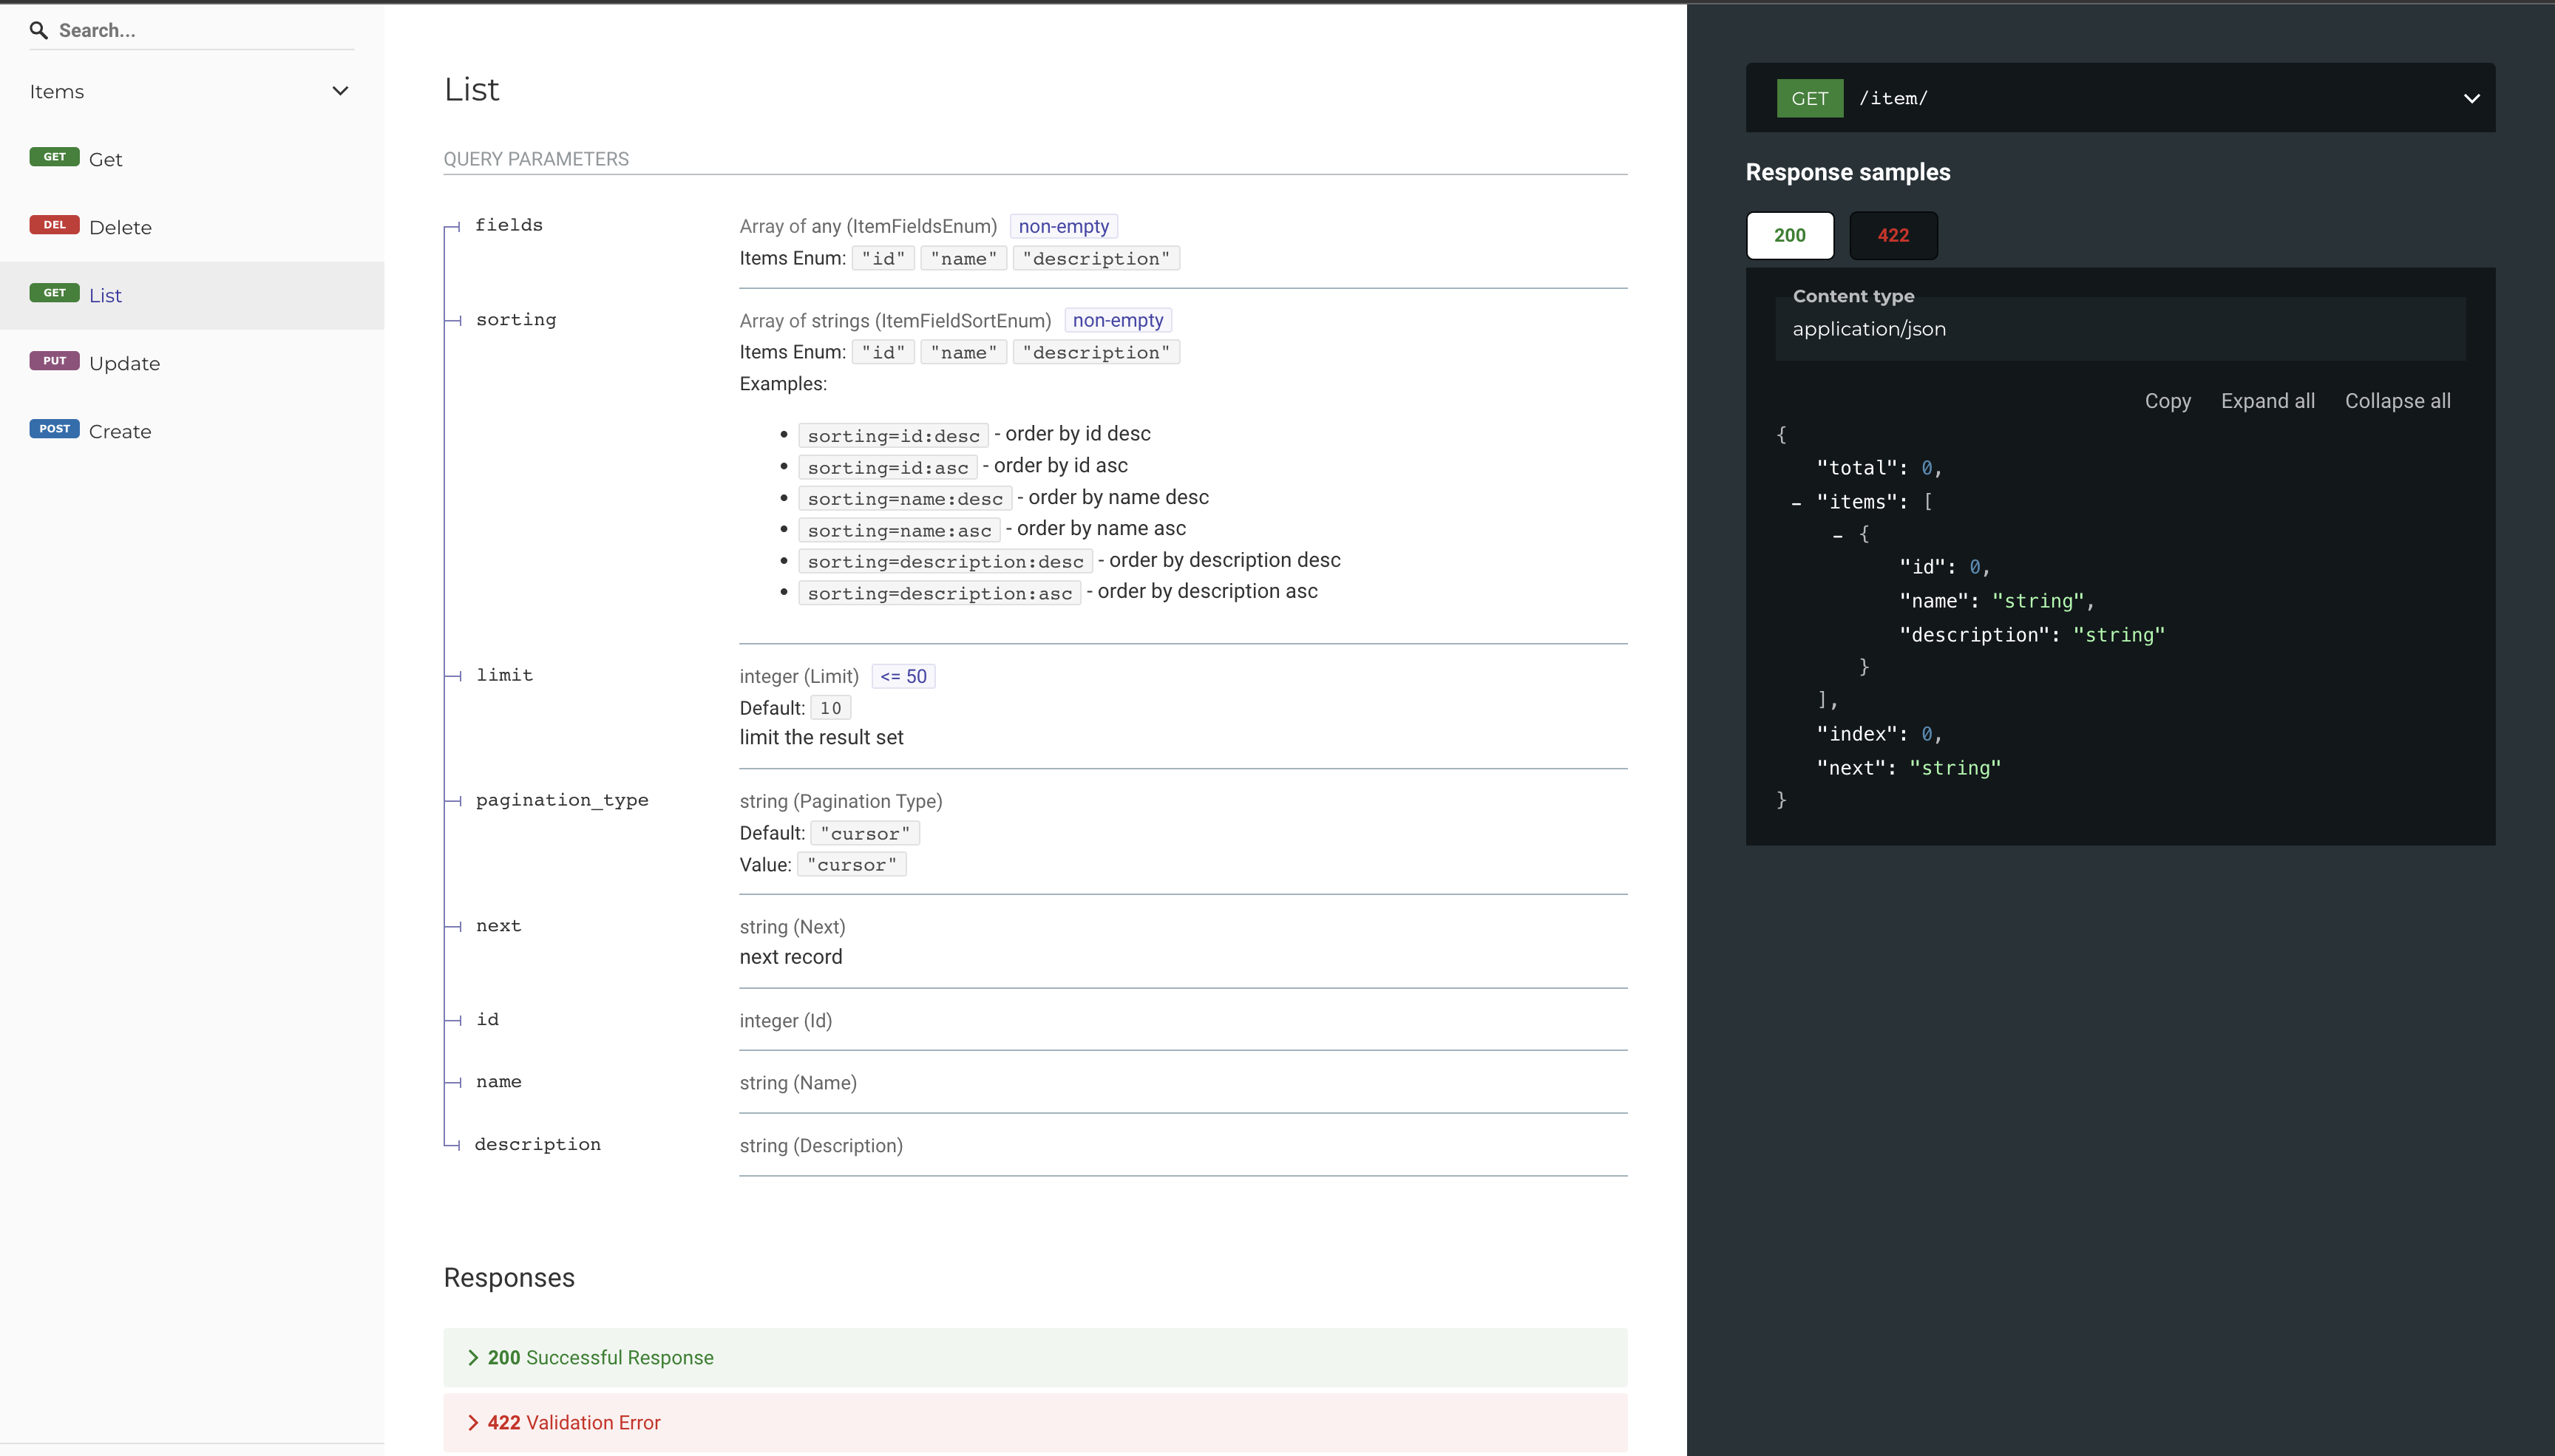 Search...
Items
GET Get
DEL Delete
GET List
PUT Update
POST Create
List
QUERY PARAMETERS
fields
Array of any (ItemFieldsEnum) non-empty
Items Enum: "id" "name" "description"
sorting
Array of strings (ItemFieldSortEnum) non-empty
Items Enum: "id" "name" "description"
Examples:
sorting=id:desc - order by id desc
sorting=id:asc - order by id asc
sorting=name:desc - order by name desc
sorting=name:asc - order by name asc
sorting=description:desc - order by description desc
sorting=description:asc - order by description asc
limit
integer (Limit) <= 50
Default: 10
limit the result set
pagination_type
string (Pagination Type)
Default: "cursor"
Value: "cursor"
next
string (Next)
next record
id
integer (Id)
name
string (Name)
description
string (Description)
Responses
200 Successful Response
422 Validation Error
GET /item/
Response samples
200 422
Content type
application/json
Copy Expand all Collapse all
{
"total": 0,
- "items": [
- {
"id": 0,
"name": "string",
"description": "string"
}
],
"index": 0,
"next": "string"
}